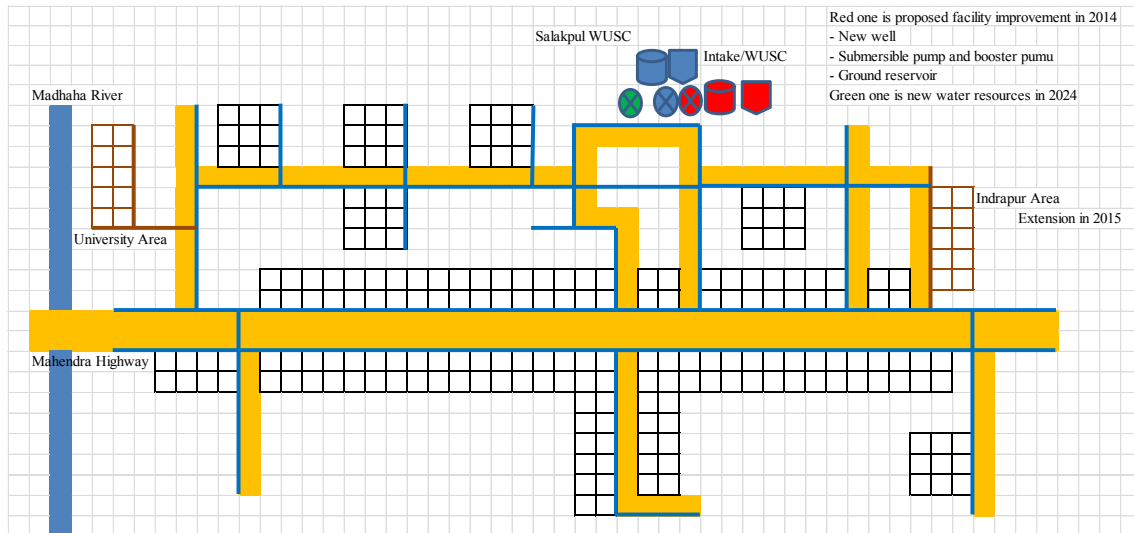 Red one is proposed facility improvement in 2014
- New well
- Submersible pump and booster pumu
- Ground reservoir
Green one is new water resources in 2024
Salakpul WUSC
Intake/WUSC
Madhaha River
University Area
Indrapur Area
Extension in 2015
Mahendra Highway